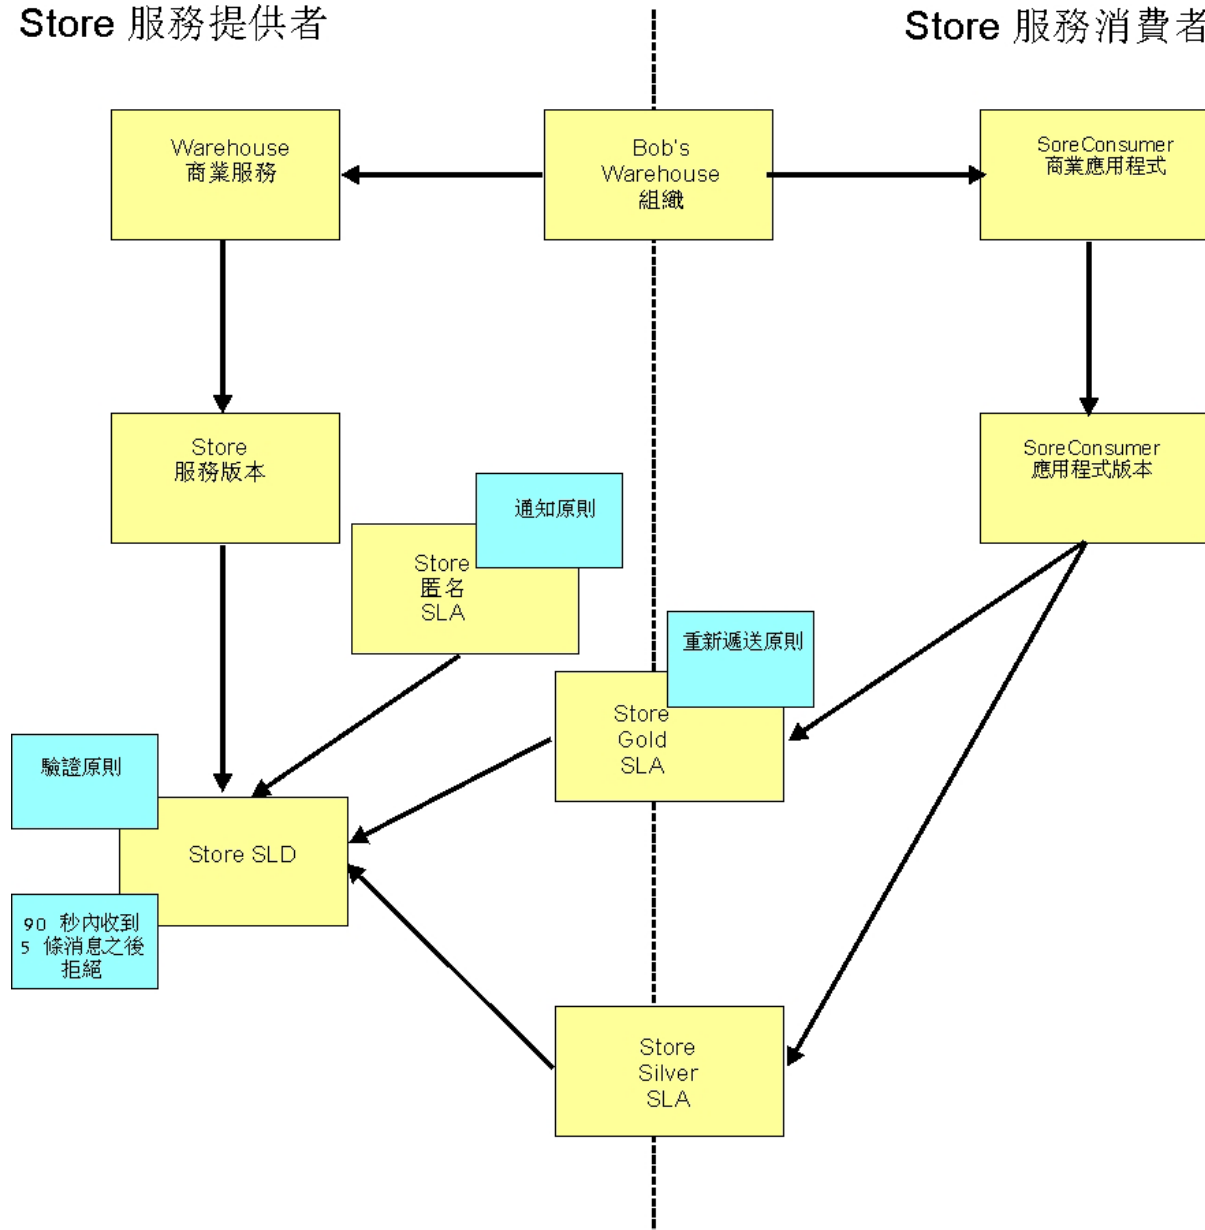 Store 服務提供者
Store 服務消費者
Warehouse
商業服務
Bob's
Warehouse
組織
SoreConsumer
商業應用程式
Store
服務版本
SoreConsumer
應用程式版本
通知原則
Store
匿名
SLA
重新遞送原則
Store
Gold
SLA
驗證原則
Store SLD
90 秒內收到
5 條消息之後
拒絕
Store
Silver
SLA